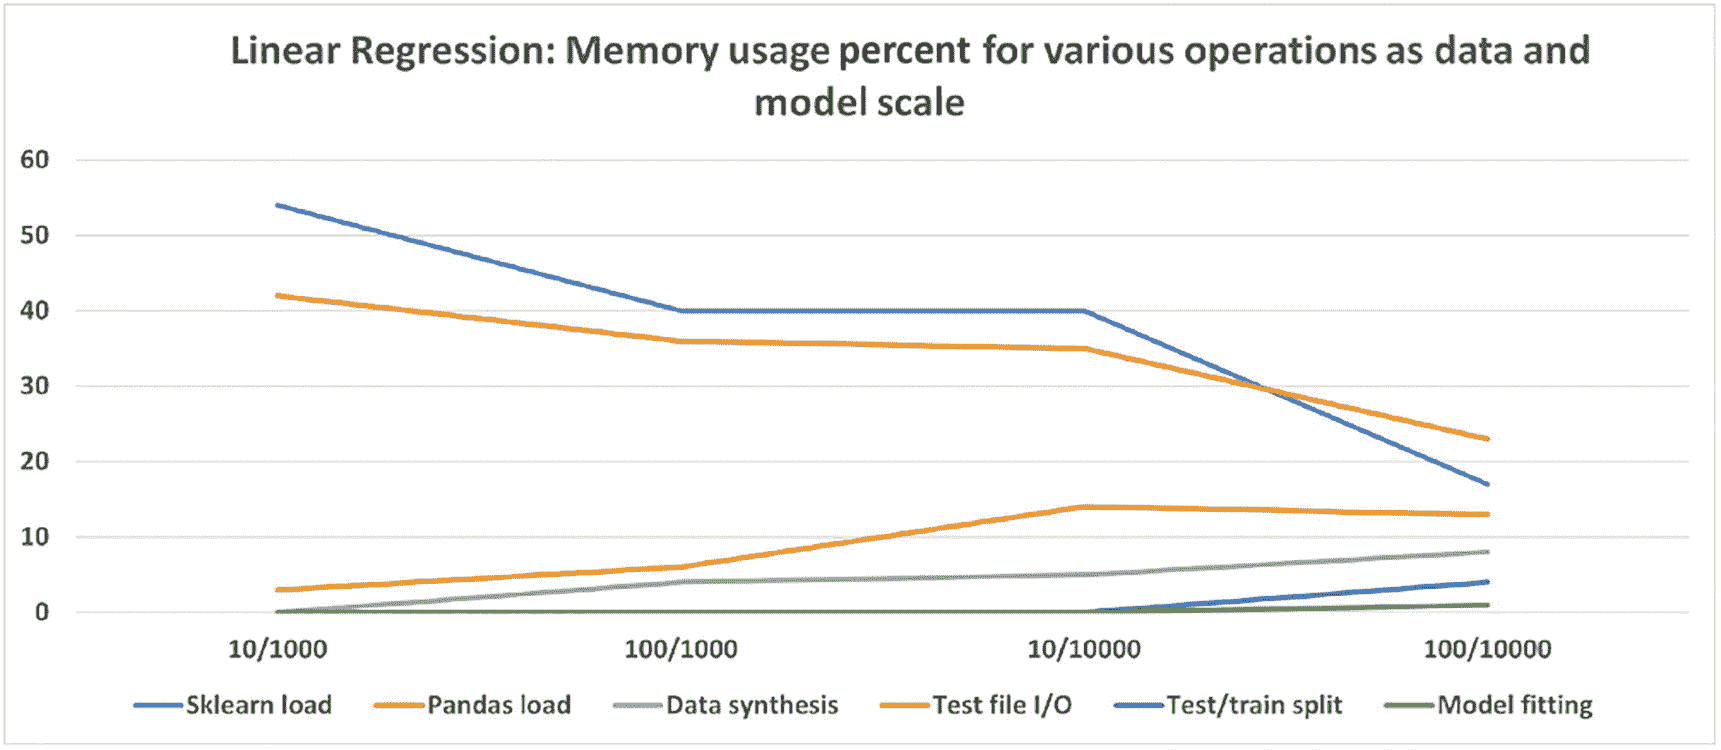 Linear Regression: Memory usage percent for various operations as data and
model scale
60
50
40
30
20
10
0
10/1000 100/1000 10/10000 100/10000
Sklearn load Pandas load Data synthesis Test file I/O Test/train split Model fitting